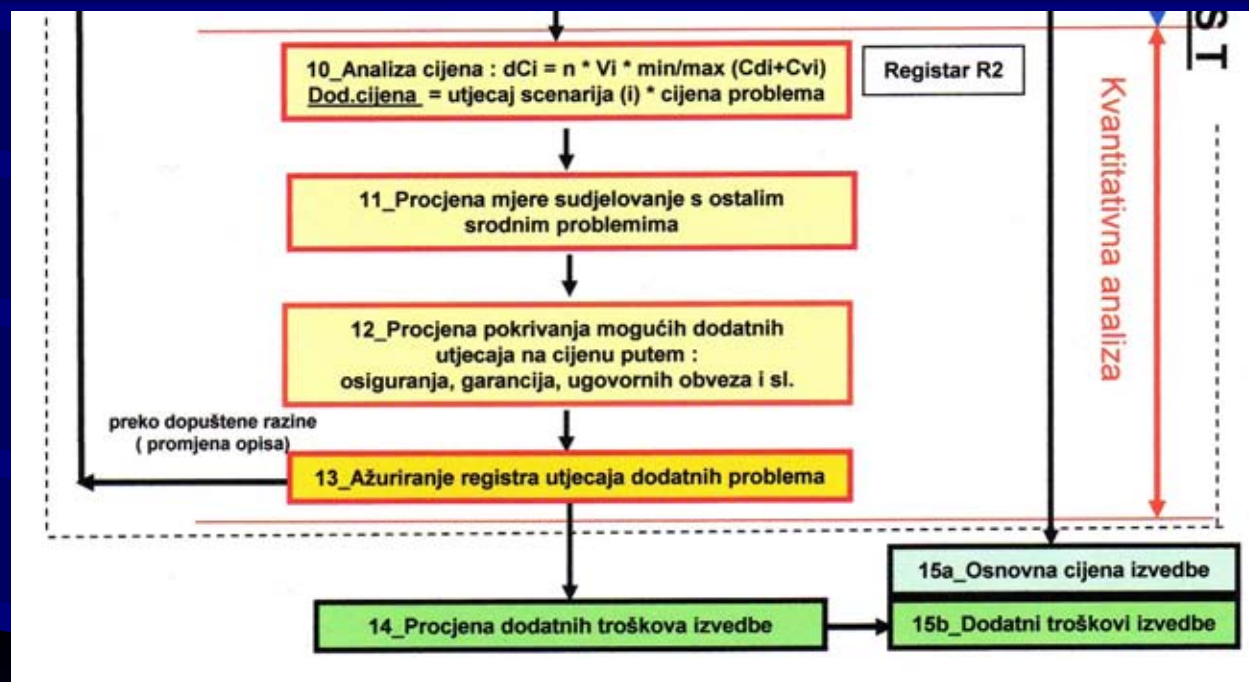 ST
10_Analiza cijena : dCi = n * Vi * min/max (Cdi+Cvi)
Dod.cijena = utjecaj scenarija (i) * cijena problema
Registar R2
Kvantitativna analiza
11_Procjena mjere sudjelovanje s ostalim
srodnim problemima
12_Procjena pokrivanja mogućih dodatnih
utjecaja na cijenu putem :
osiguranja, garancija, ugovornih obveza i sl.
preko dopuštene razine
( promjena opisa)
13_Ažuriranje registra utjecaja dodatnih problema
15a_Osnovna cijena izvedbe
14_Procjena dodatnih troškova izvedbe
15b_Dodatni troškovi izvedbe